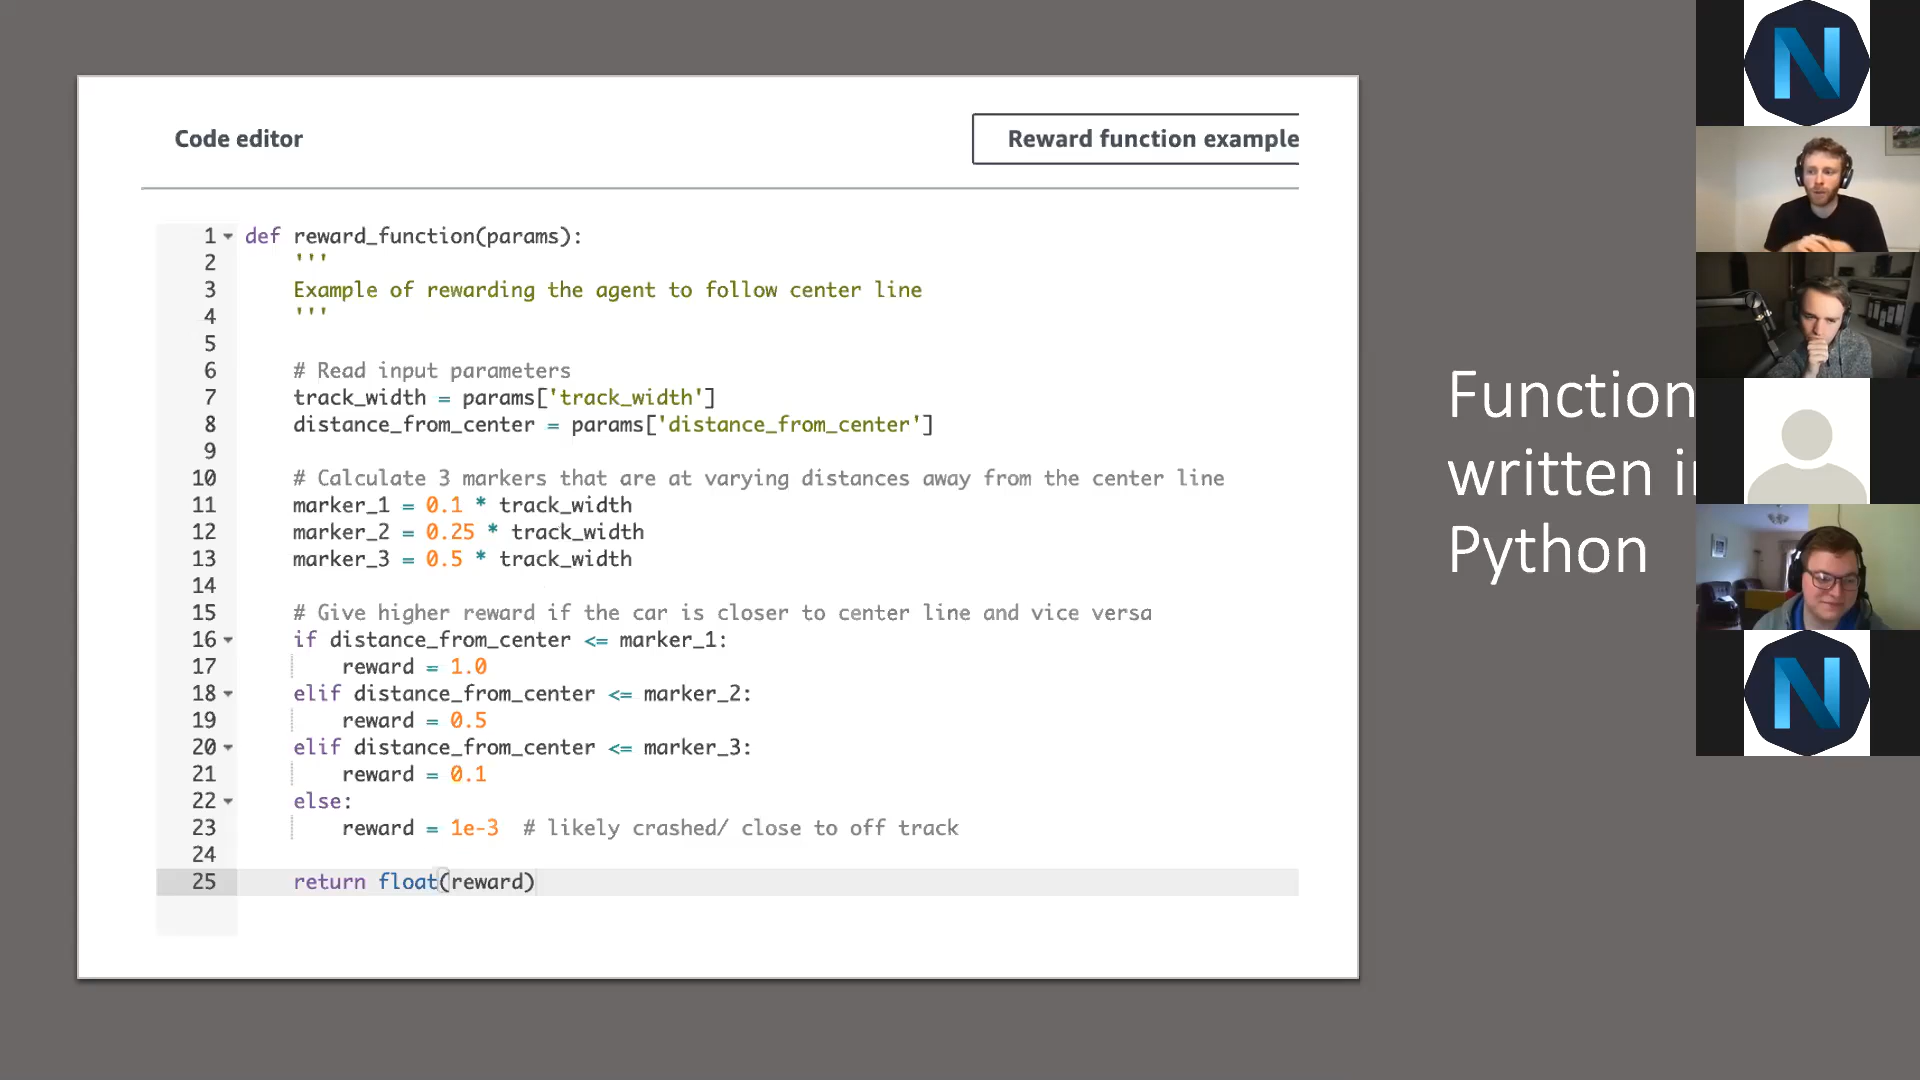 Code editor
Reward function example
1 def reward_function(params):
2 '''
3 Example of rewarding the agent to follow center line
4 '''
5
6 # Read input parameters
7 track_width = params['track_width']
8 distance_from_center = params['distance_from_center']
9
10 # Calculate 3 markers that are at varying distances away from the center line
11 marker_1 = 0.1 * track_width
12 marker_2 = 0.25 * track_width
13 marker_3 = 0.5 * track_width
14
15 # Give higher reward if the car is closer to center line and vice versa
16 if distance_from_center <= marker_1:
17 reward = 1.0
18 elif distance_from_center <= marker_2:
19 reward = 0.5
20 elif distance_from_center <= marker_3:
21 reward = 0.1
22 else:
23 reward = 1e-3 # likely crashed/ close to off track
24
25 return float(reward)
Function
written in
Python
N
N